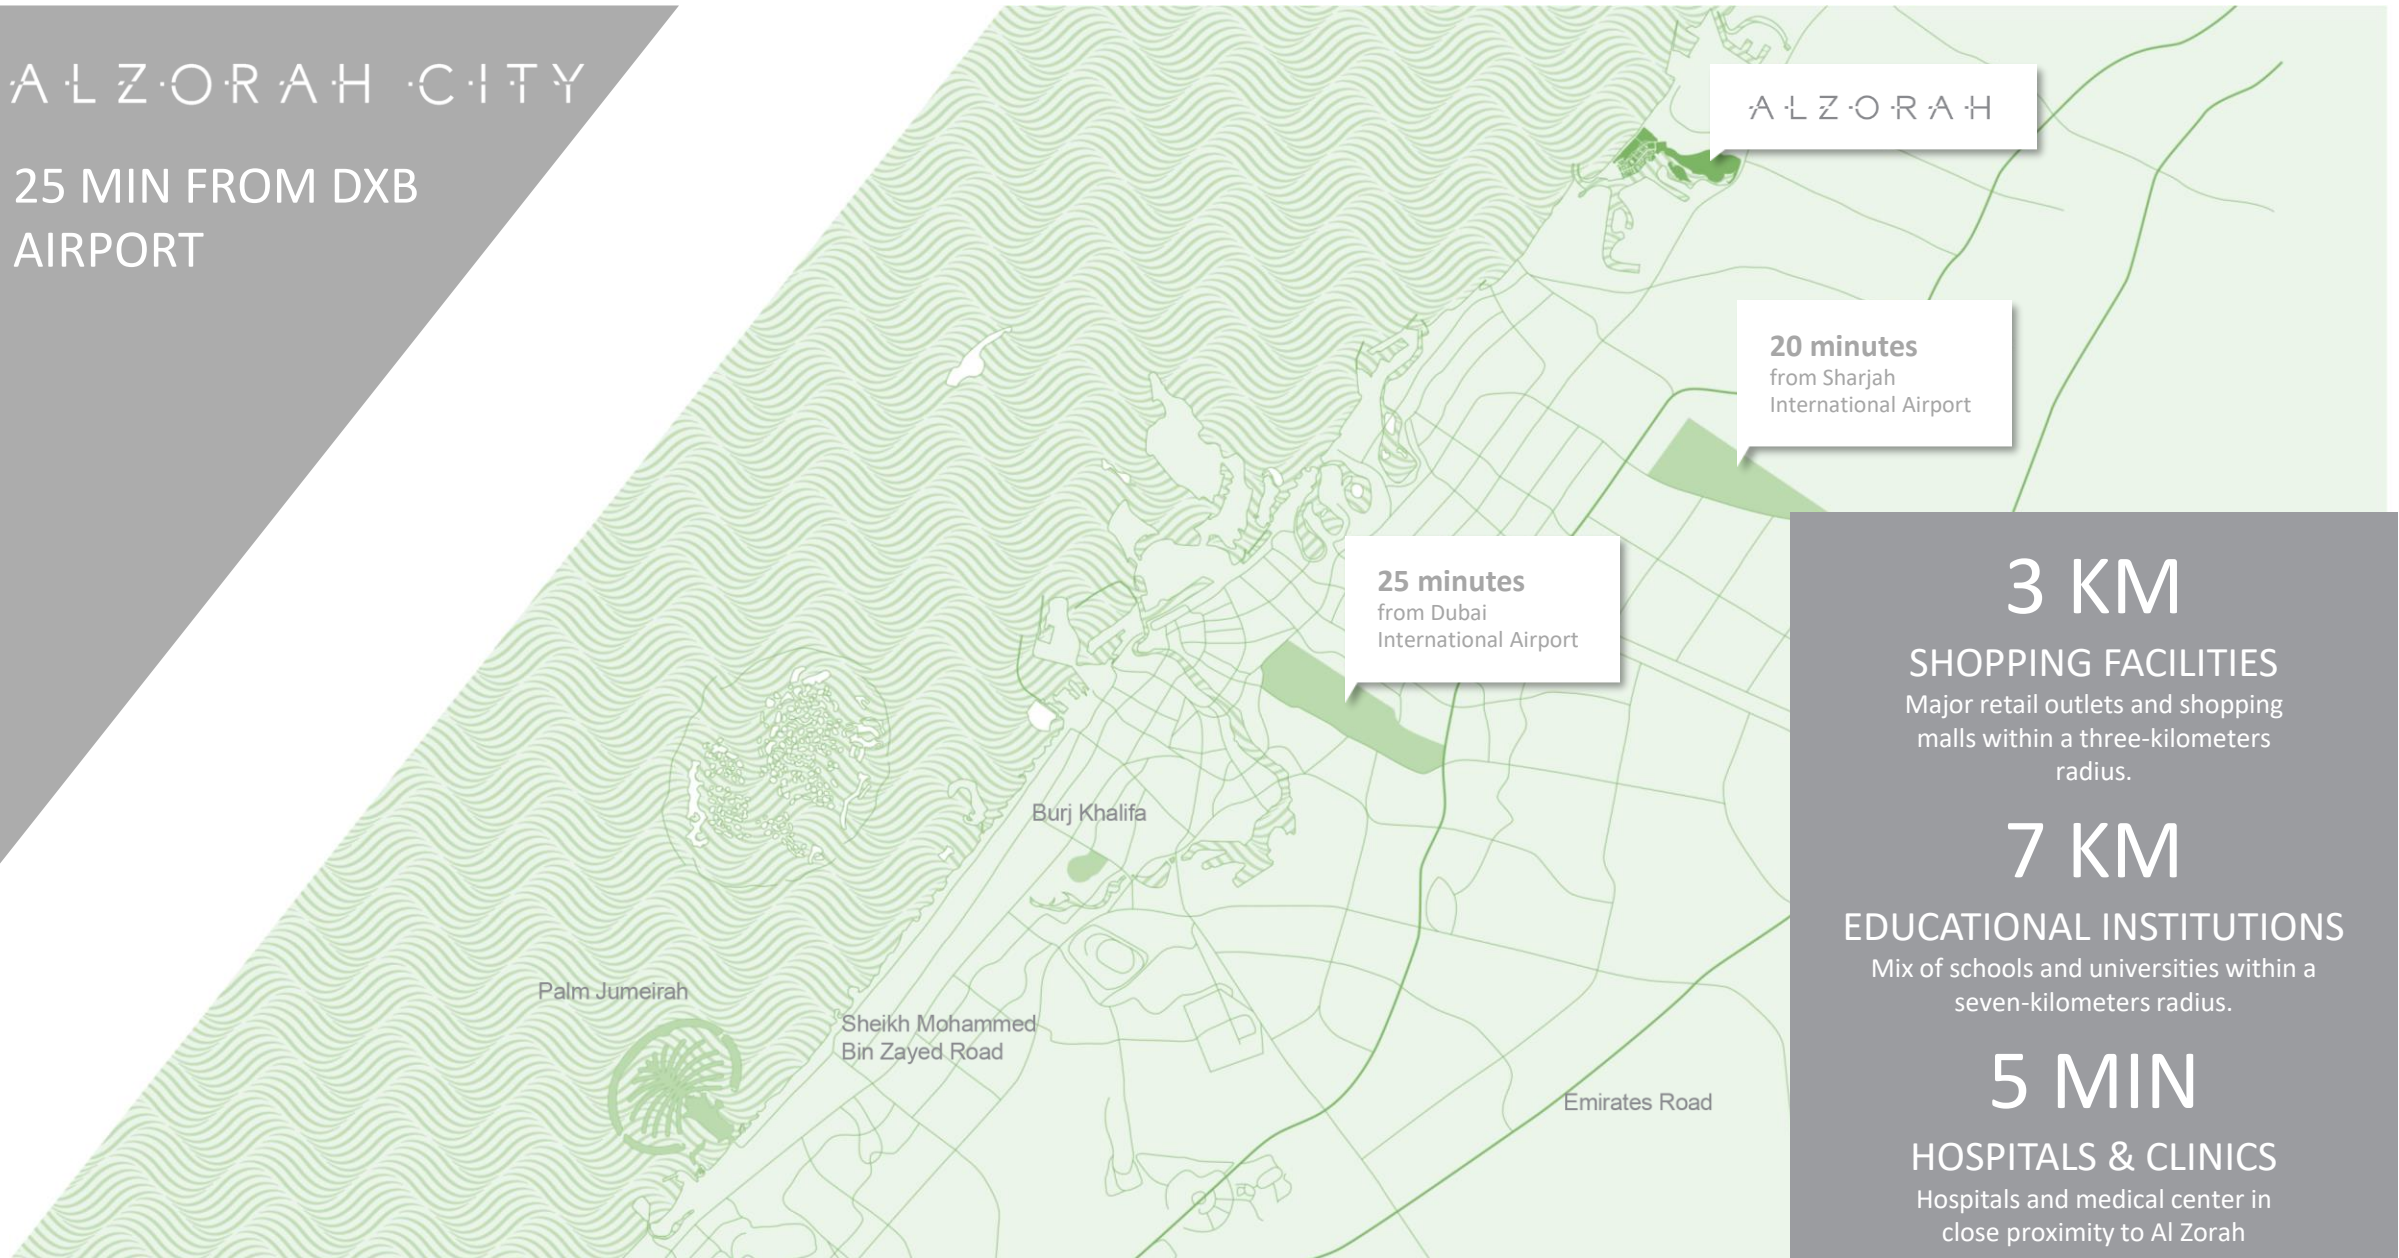 ALZORAH CITY
25 MIN FROM DXB
AIRPORT
ALZORAH
20 minutes
from Sharjah
International Airport
25 minutes
from Dubai
International Airport
Burj Khalifa
Palm Jumeirah
Sheikh Mohammed
Bin Zayed Road
Emirates Road
3 KM
SHOPPING FACILITIES
Major retail outlets and shopping
malls within a three-kilometers
radius.
7 KM
EDUCATIONAL INSTITUTIONS
Mix of schools and universities within a
seven-kilometers radius.
5 MIN
HOSPITALS & CLINICS
Hospitals and medical center in
close proximity to Al Zorah